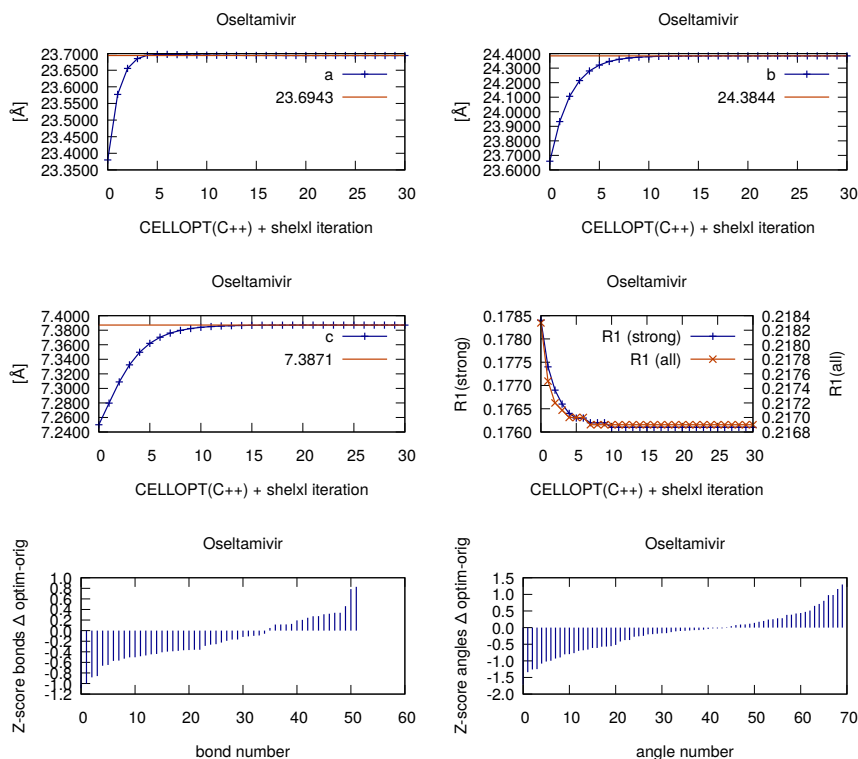 Oseltamivir
23.7000
23.6500
23.6000
23.5500
23.5000
23.4500
23.4000
23.3500
[Å]
a
23.6943
0 5 10 15 20 25 30
CELLOPT(C++) + shelxl iteration
Oseltamivir
24.4000
24.3000
24.2000
24.1000
24.0000
23.9000
23.8000
23.7000
23.6000
[Å]
b
24.3844
0 5 10 15 20 25 30
CELLOPT(C++) + shelxl iteration
Oseltamivir
7.4000
7.3800
7.3600
7.3400
7.3200
7.3000
7.2800
7.2600
7.2400
[Å]
c
7.3871
0 5 10 15 20 25 30
CELLOPT(C++) + shelxl iteration
Oseltamivir
0.1785
0.1780
0.1775
0.1770
0.1765
0.1760
R1(strong)
R1 (strong)
R1 (all)
0.2184
0.2182
0.2180
0.2178
0.2176
0.2174
0.2172
0.2170
0.2168
R1(all)
0 5 10 15 20 25 30
CELLOPT(C++) + shelxl iteration
Oseltamivir
1.0
0.8
0.6
0.4
0.2
0.0
-0.2
-0.4
-0.6
-0.8
-1.0
-1.2
Z-score bonds Δ optim-orig
0 10 20 30 40 50 60
bond number
Oseltamivir
1.5
1.0
0.5
0.0
-0.5
-1.0
-1.5
-2.0
Z-score angles Δ optim-orig
0 10 20 30 40 50 60 70
angle number